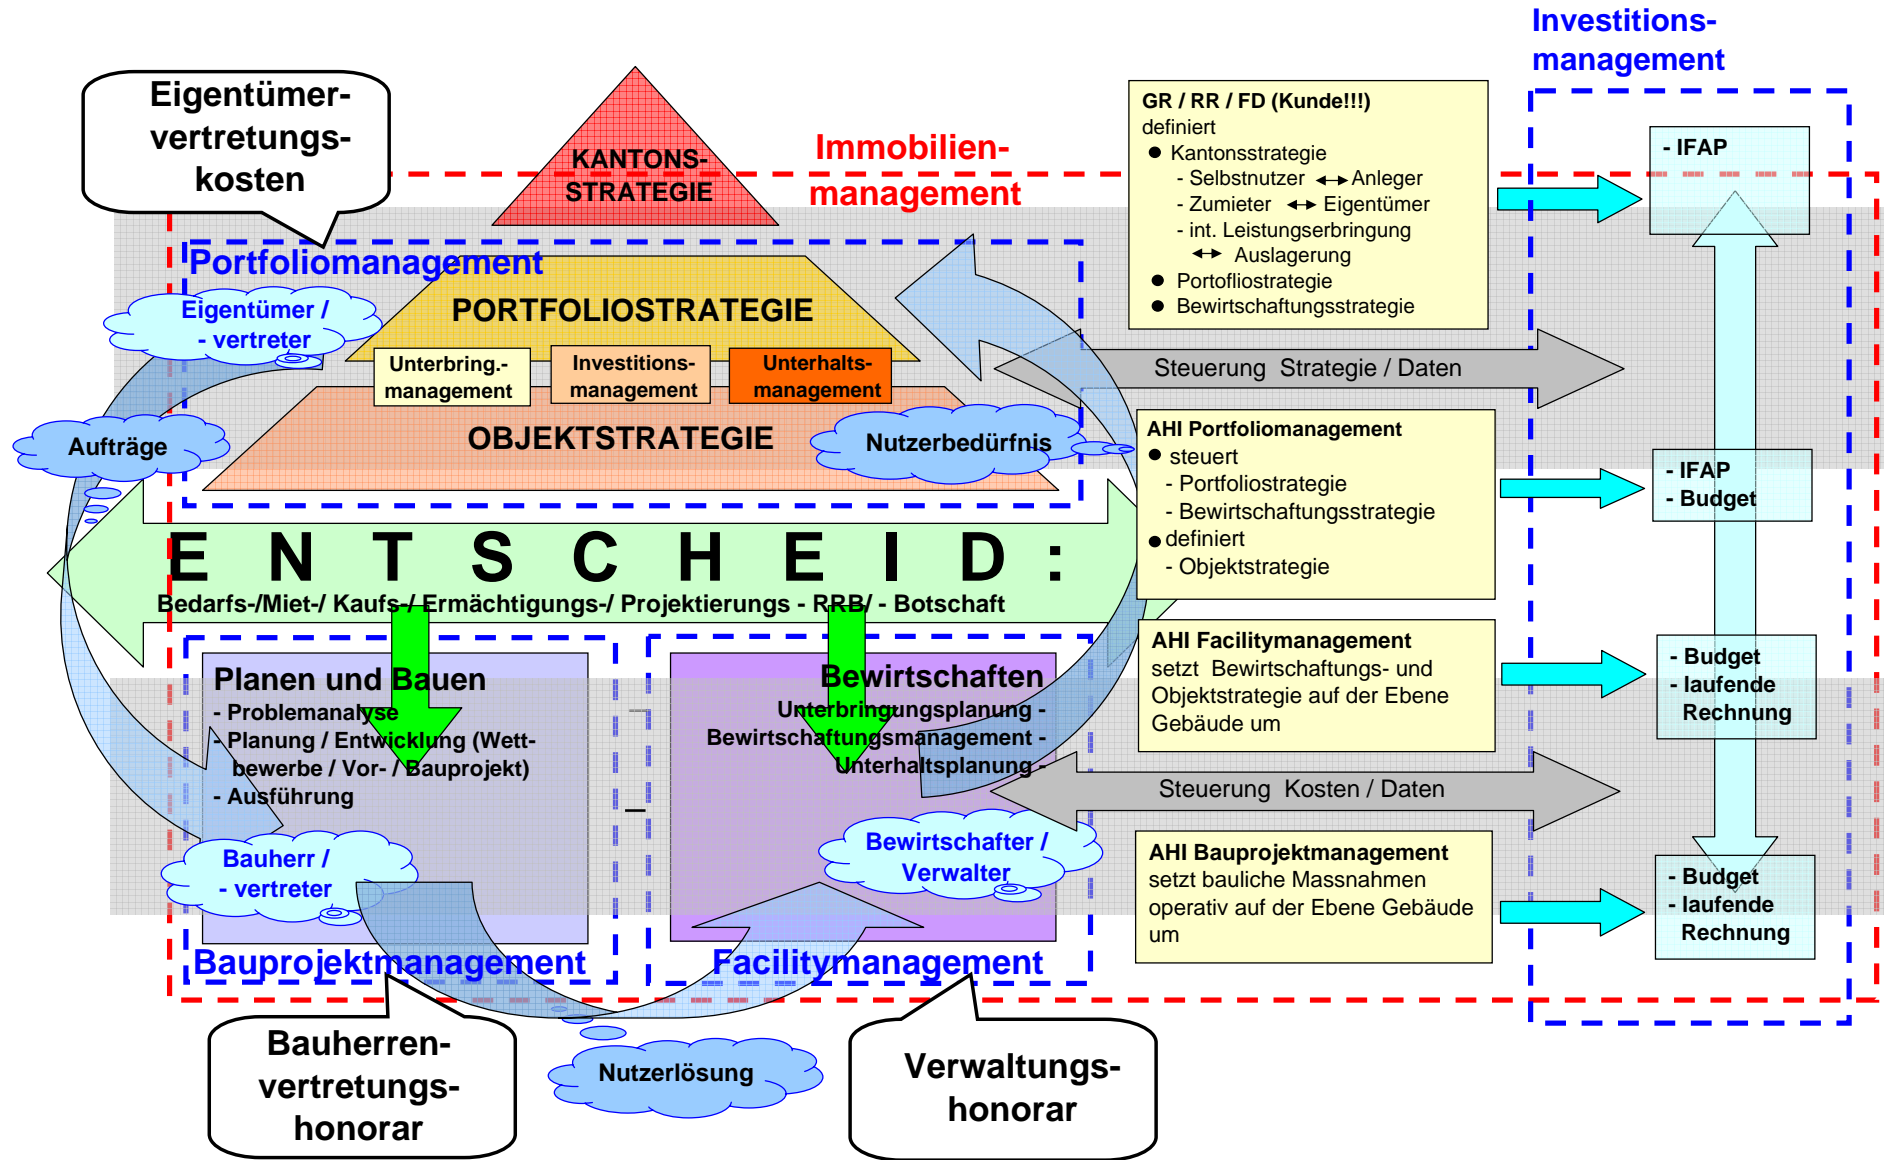 Investitions-
management
Eigentümer-
vertretungs-
kosten
KANTONS-
STRATEGIE
Immobilien-
management
Portfoliomanagement
Eigentümer /
- vertreter
PORTFOLIOSTRATEGIE
Unterbring.-
management
Investitions-
management
Unterhalts-
management
Aufträge
OBJEKTSTRATEGIE
Nutzerbedürfnis
E N T S C H E I D :
Bedarfs-/Miet-/ Kaufs-/ Ermächtigungs-/ Projektierungs - RRB/ - Botschaft
Planen und Bauen
- Problemanalyse
- Planung / Entwicklung (Wett-
bewerbe / Vor- / Bauprojekt)
- Ausführung
Bauherr /
- vertreter
Bauprojektmanagement
Bewirtschaften
Unterbringungsplanung -
Bewirtschaftungsmanagement -
Unterhaltsplanung -
Bewirtschafter /
Verwalter
Facilitymanagement
Bauherren-
vertretungs-
honorar
Nutzerlösung
Verwaltungs-
honorar
GR / RR / FD (Kunde!!!)
definiert
● Kantonsstrategie
- Selbstnutzer ↔ Anleger
- Zumieter ↔ Eigentümer
- int. Leistungserbringung
↔ Auslagerung
● Portofliostrategie
● Bewirtschaftungsstrategie
- IFAP
Steuerung Strategie / Daten
AHI Portfoliomanagement
● steuert
- Portfoliostrategie
- Bewirtschaftungsstrategie
● definiert
- Objektstrategie
- IFAP
- Budget
AHI Facilitymanagement
setzt Bewirtschaftungs- und
Objektstrategie auf der Ebene
Gebäude um
- Budget
- laufende
Rechnung
Steuerung Kosten / Daten
AHI Bauprojektmanagement
setzt bauliche Massnahmen
operativ auf der Ebene Gebäude
um
- Budget
- laufende
Rechnung